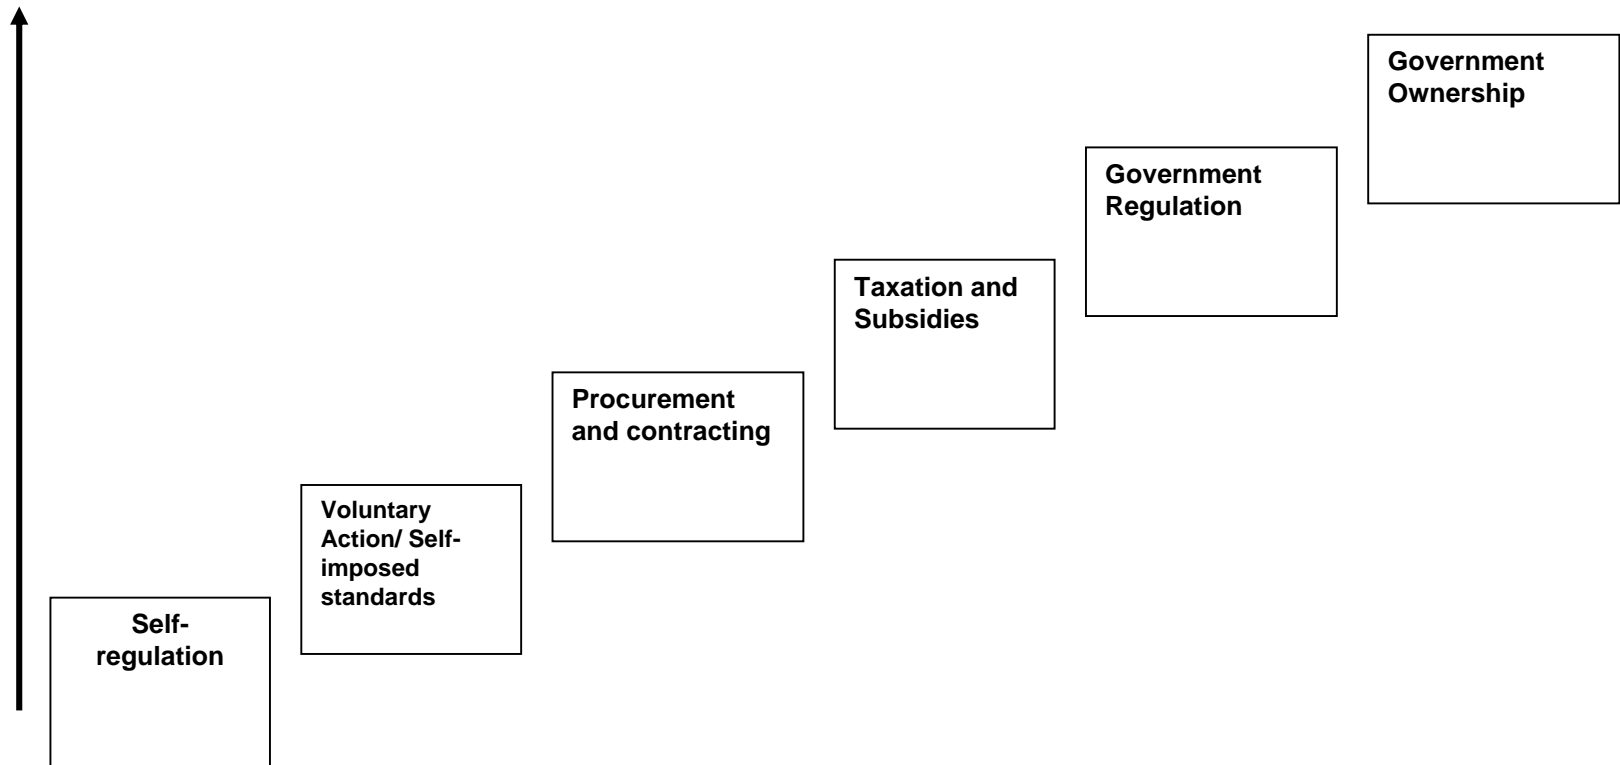 Government
Ownership
Government
Regulation
Taxation and
Subsidies
Procurement
and contracting
Voluntary
Action/ Self-
imposed
standards
Self-
regulation